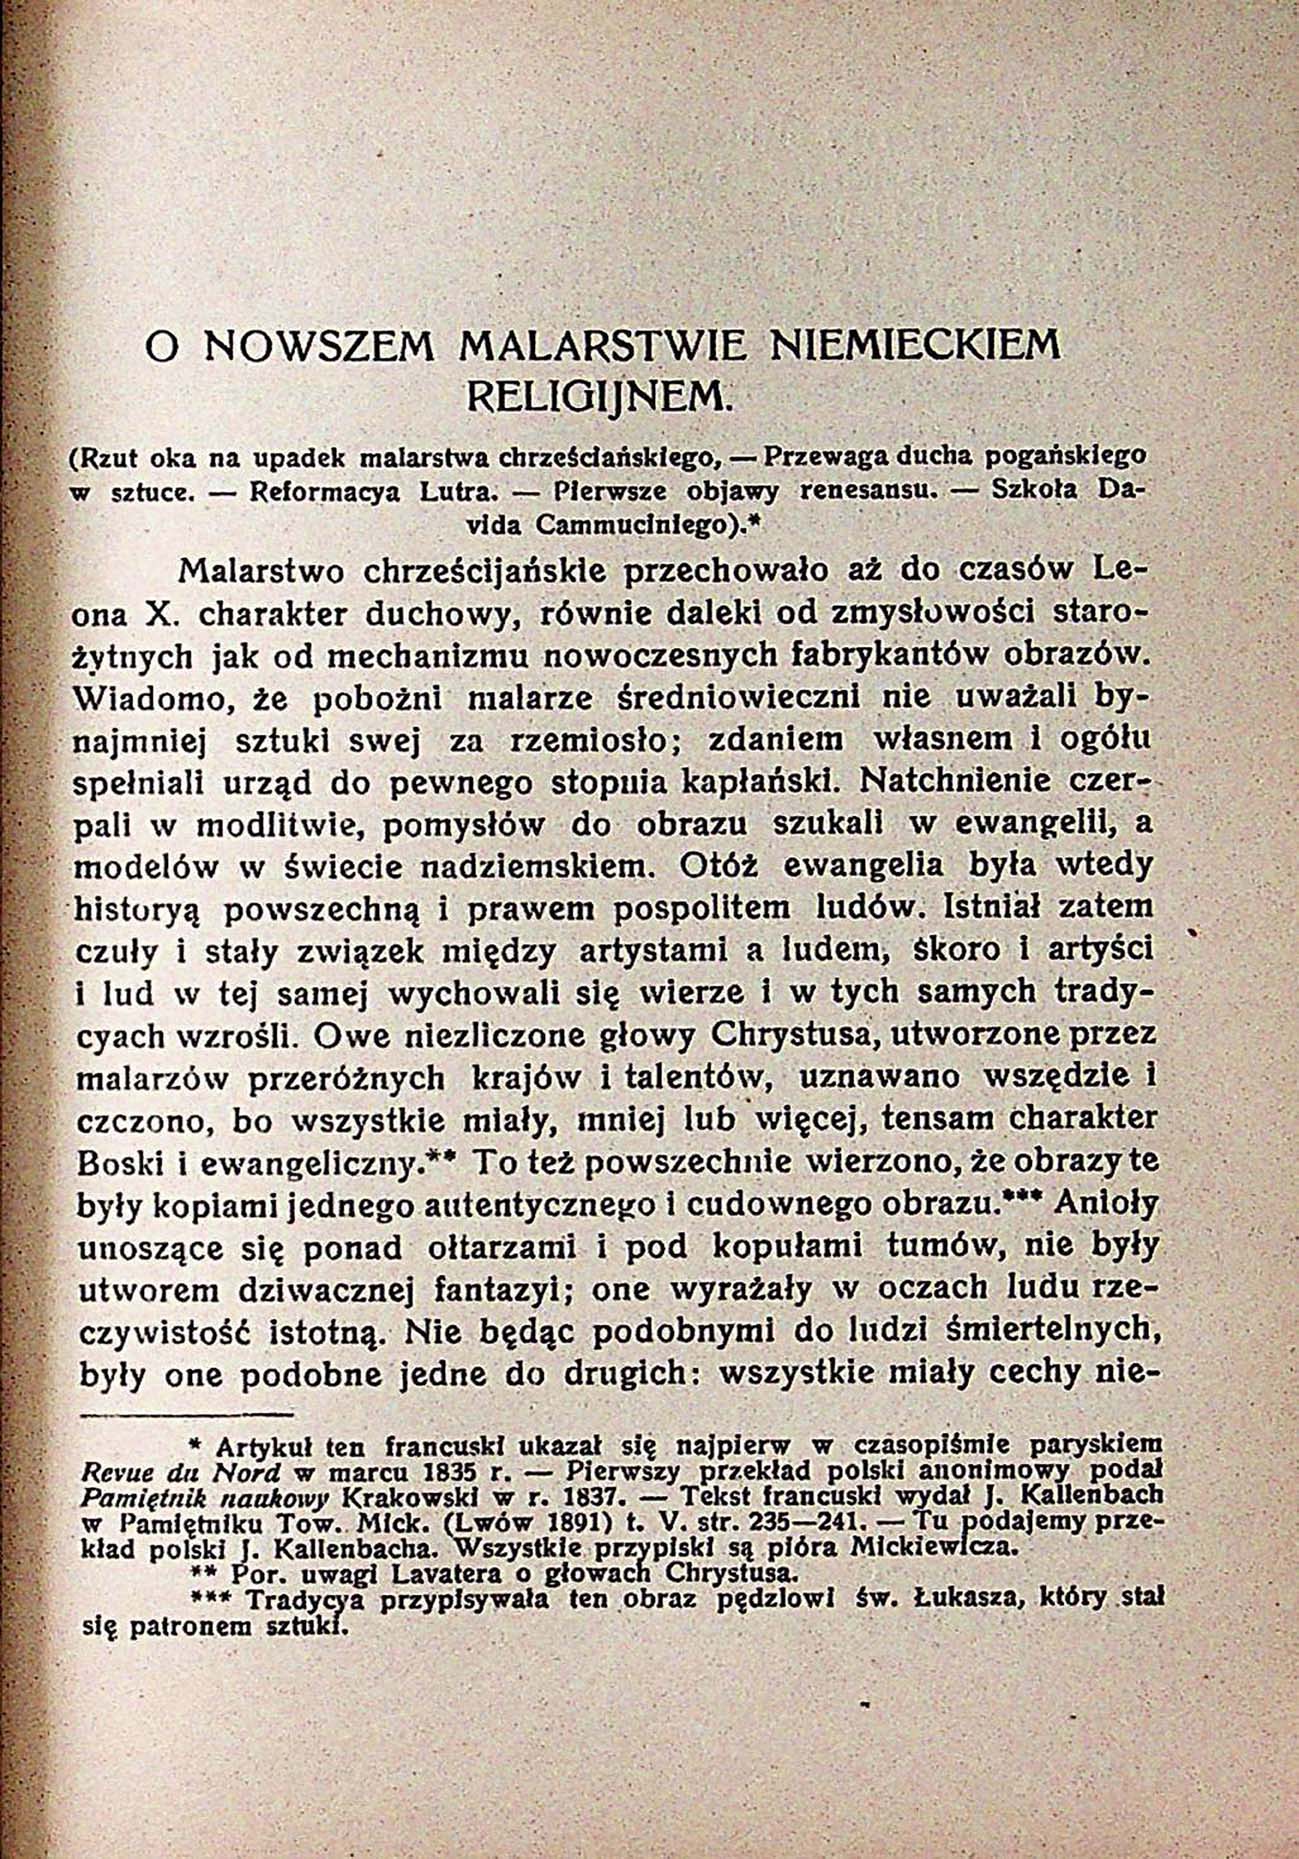 O NOWSZEM MALARSTWIE NIEMIECKIEM
RELIGIJNEM.
(Rzut oka na upadek malarstwa chrześciańskiego, — Przewaga ducha pogańskiego
w sztuce. — Reformacya Lutra. — Pierwsze objawy renesansu. — Szkoła Da-
vida Cammuciniego).*
Malarstwo chrześcijańskie przechowało aż do czasów Le-
ona X. charakter duchowy, równie daleki od zmysłowości staro-
żytnych jak od mechanizmu nowoczesnych fabrykantów obrazów.
Wiadomo, że pobożni malarze średniowieczni nie uważali by-
najmniej sztuki swej za rzemiosło; zdaniem własnem i ogółu
spełniali urząd do pewnego stopnia kapłański. Natchnienie czer-
pali w modlitwie, pomysłów do obrazu szukali w ewangelii, a
modelów w świecie nadziemskiem. Otóż ewangelia była wtedy
historyą powszechną i prawem pospolitem ludów. Istniał zatem
czuły i stały związek między artystami a ludem, skoro i artyści
i lud w tej samej wychowali się wierze i w tych samych trady-
cyach wzrośli. Owe niezliczone głowy Chrystusa, utworzone przez
malarzów przeróżnych krajów i talentów, uznawano wszędzie i
czczono, bo wszystkie miały, mniej lub więcej, tensam charakter
Boski i ewangeliczny.** To też powszechnie wierzono, że obrazy te
były kopiami jednego autentycznego i cudownego obrazu.*** Anioły
unoszące się ponad ołtarzami i pod kopułami tumów, nie były
utworem dziwacznej fantazyi; one wyrażały w oczach ludu rze-
czywistość istotną. Nie będąc podobnymi do ludzi śmiertelnych,
były one podobne jedne do drugich: wszystkie miały cechy nie-
* Artykuł ten francuski ukazał się najpierw w czasopiśmie paryskiem
Revue du Nord w marcu 1835 r. — Pierwszy przekład polski anonimowy podał
Pamiętnik naukowy Krakowski w r. 1837. — Tekst francuski wydał J. Kallenbach
w Pamiętniku Tow. Mick. (Lwów 1891) t. V. str. 235—241. — Tu podajemy prze-
kład polski J. Kallenbacha. Wszystkie przypiski są pióra Mickiewicza.
** Por. uwagi Lavatera o głowach Chrystusa.
*** Tradycya przypisywała ten obraz pędzlowi św. Łukasza, który stał
się patronem sztuki.